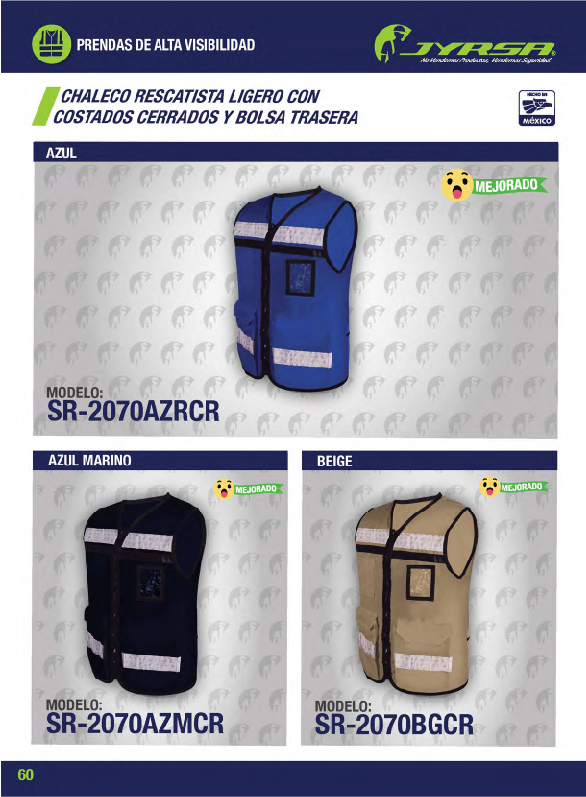 PRENDAS DE ALTA VISIBILIDAD
JYRSA®
No Vendemos Productos, Vendemos Seguridad
CHALECO RESCATISTA LIGERO CON
COSTADOS CERRADOS Y BOLSA TRASERA
HECHO EN
MÉXICO
AZUL
MEJORADO
MODELO:
SR-2070AZRCR
AZUL MARINO
MEJORADO
MODELO:
SR-2070AZMCR
BEIGE
MEJORADO
MODELO:
SR-2070BGCR
60